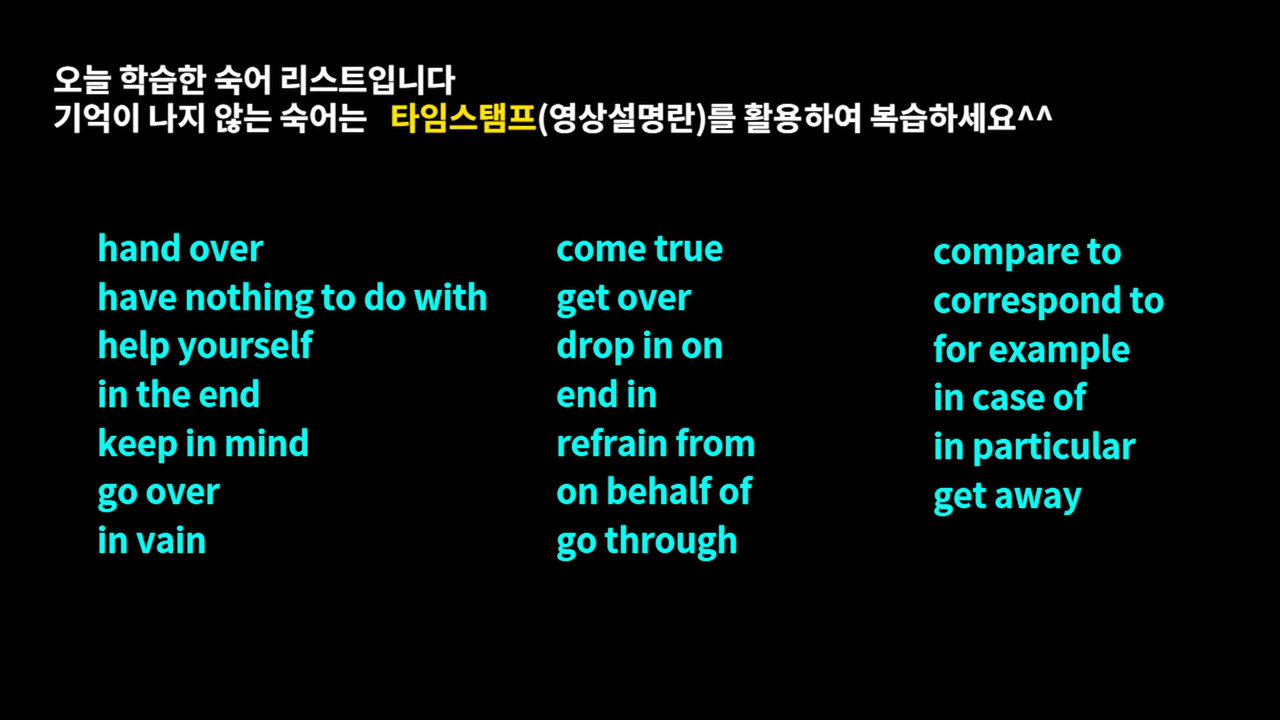 오늘 학습한 숙어 리스트입니다
기억이 나지 않는 숙어는 타임스탬프(영상설명란)를 활용하여 복습하세요^^
hand over
have nothing to do with
help yourself
in the end
keep in mind
go over
in vain
come true
get over
drop in on
end in
refrain from
on behalf of
go through
compare to
correspond to
for example
in case of
in particular
get away